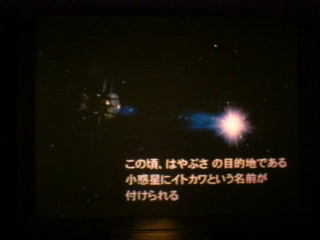 この頃、はやぶさ の目的地である
小惑星にイトカワという名前が
付けられる